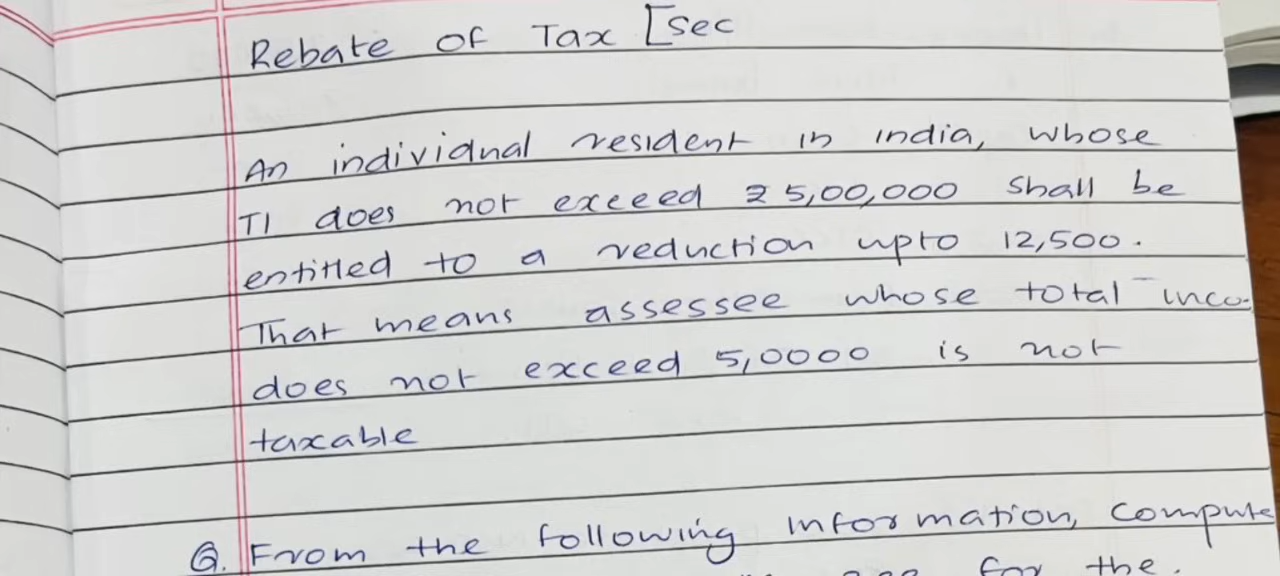 Rebate of Tax [sec
An individual resident in india, whose
TI does not exceed ₹ 5,00,000 shall be
entitled to a reduction upto 12,500.
That means assessee whose total inco-
does not exceed 5,0000 is not
taxable
Q. From the following information, compute
for the